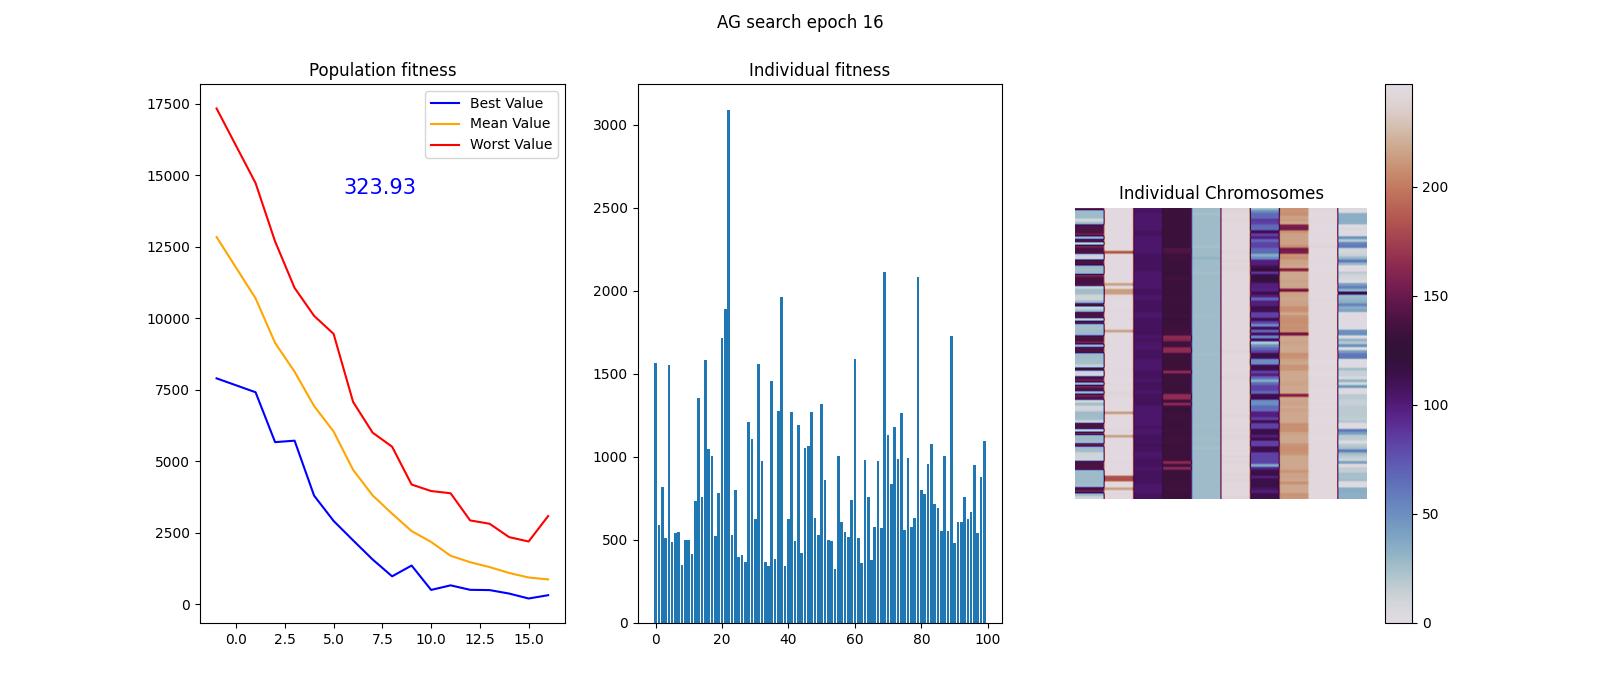 AG search epoch 16
Population fitness
17500
15000
12500
10000
7500
5000
2500
0
0.0 2.5 5.0 7.5 10.0 12.5 15.0
Best Value
Mean Value
Worst Value
323.93
Individual fitness
3000
2500
2000
1500
1000
500
0
0 20 40 60 80 100
Individual Chromosomes
200
150
100
50
0